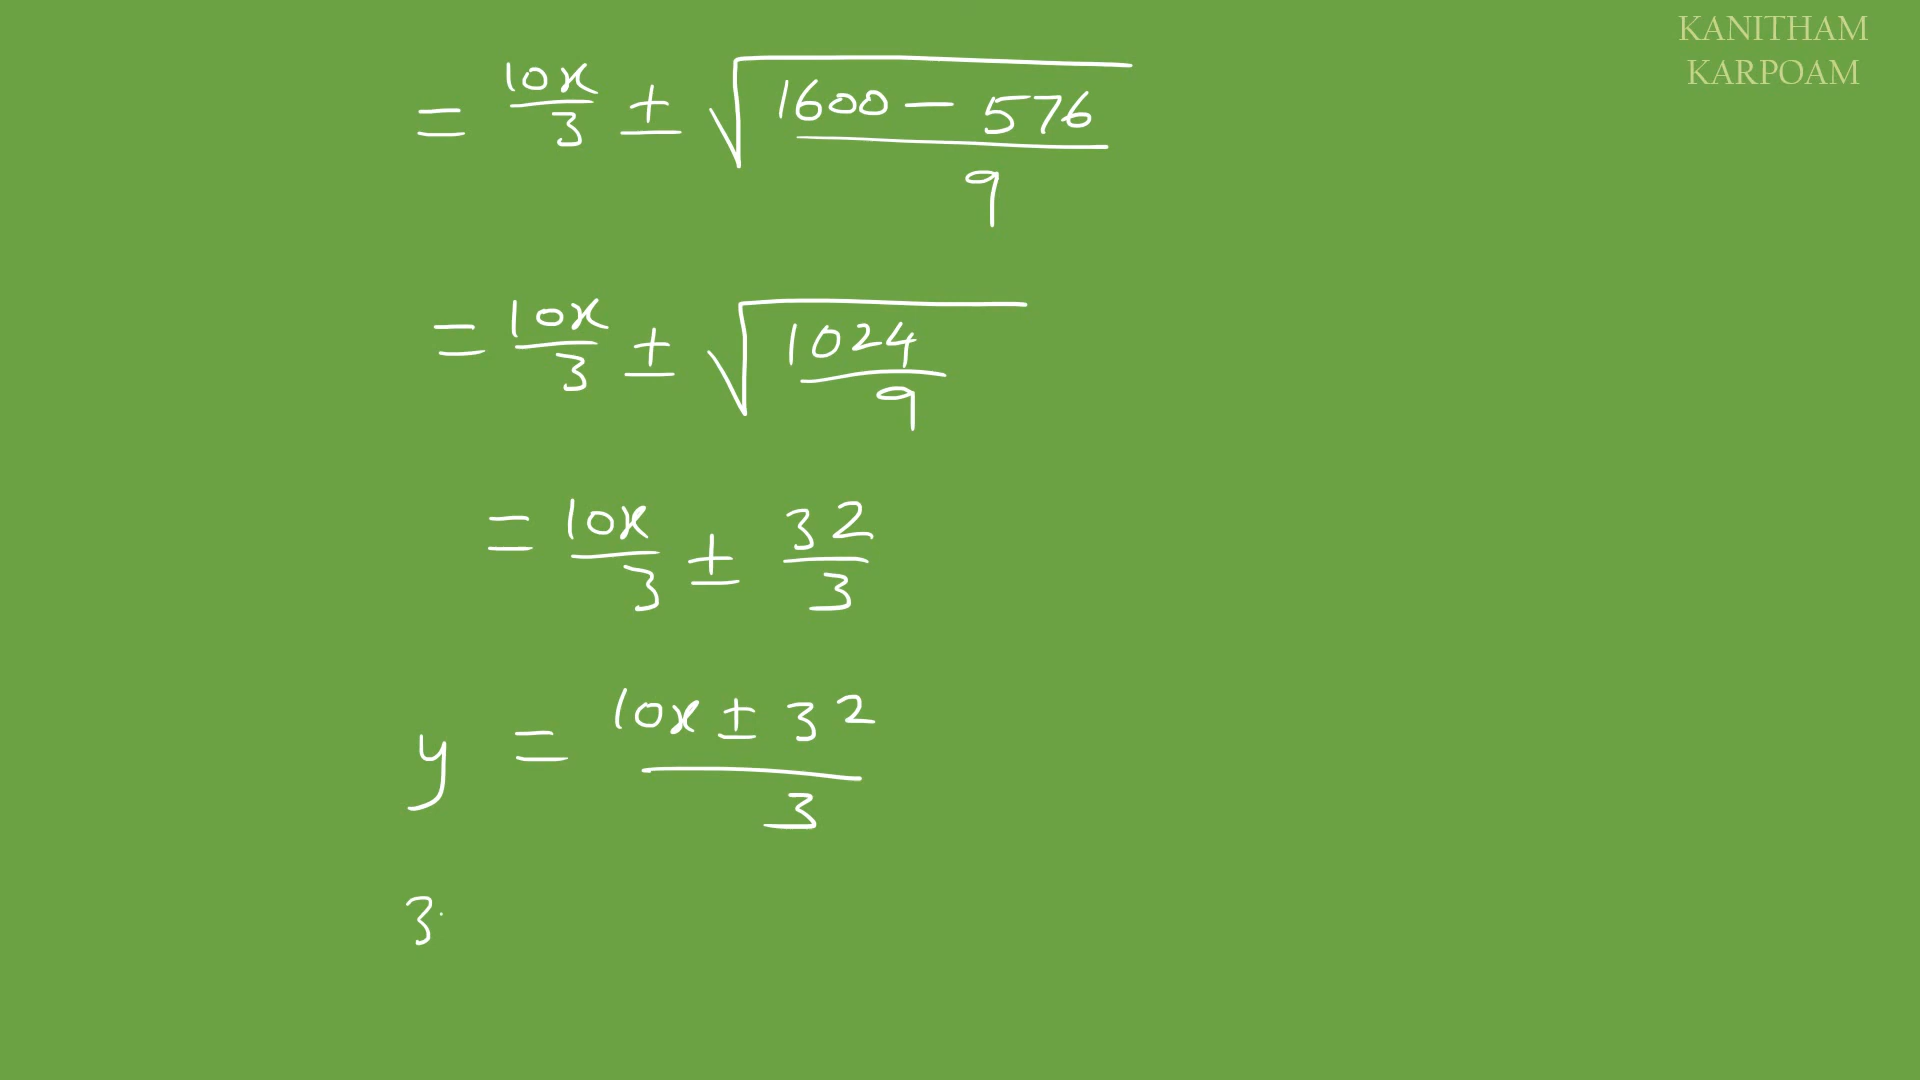 KANITHAM
KARPOAM
= 10x/3 ± √(1600 - 576/9)
= 10x/3 ± √(1024/9)
= 10x/3 ± 32/3
y = 10x ± 32/3
3